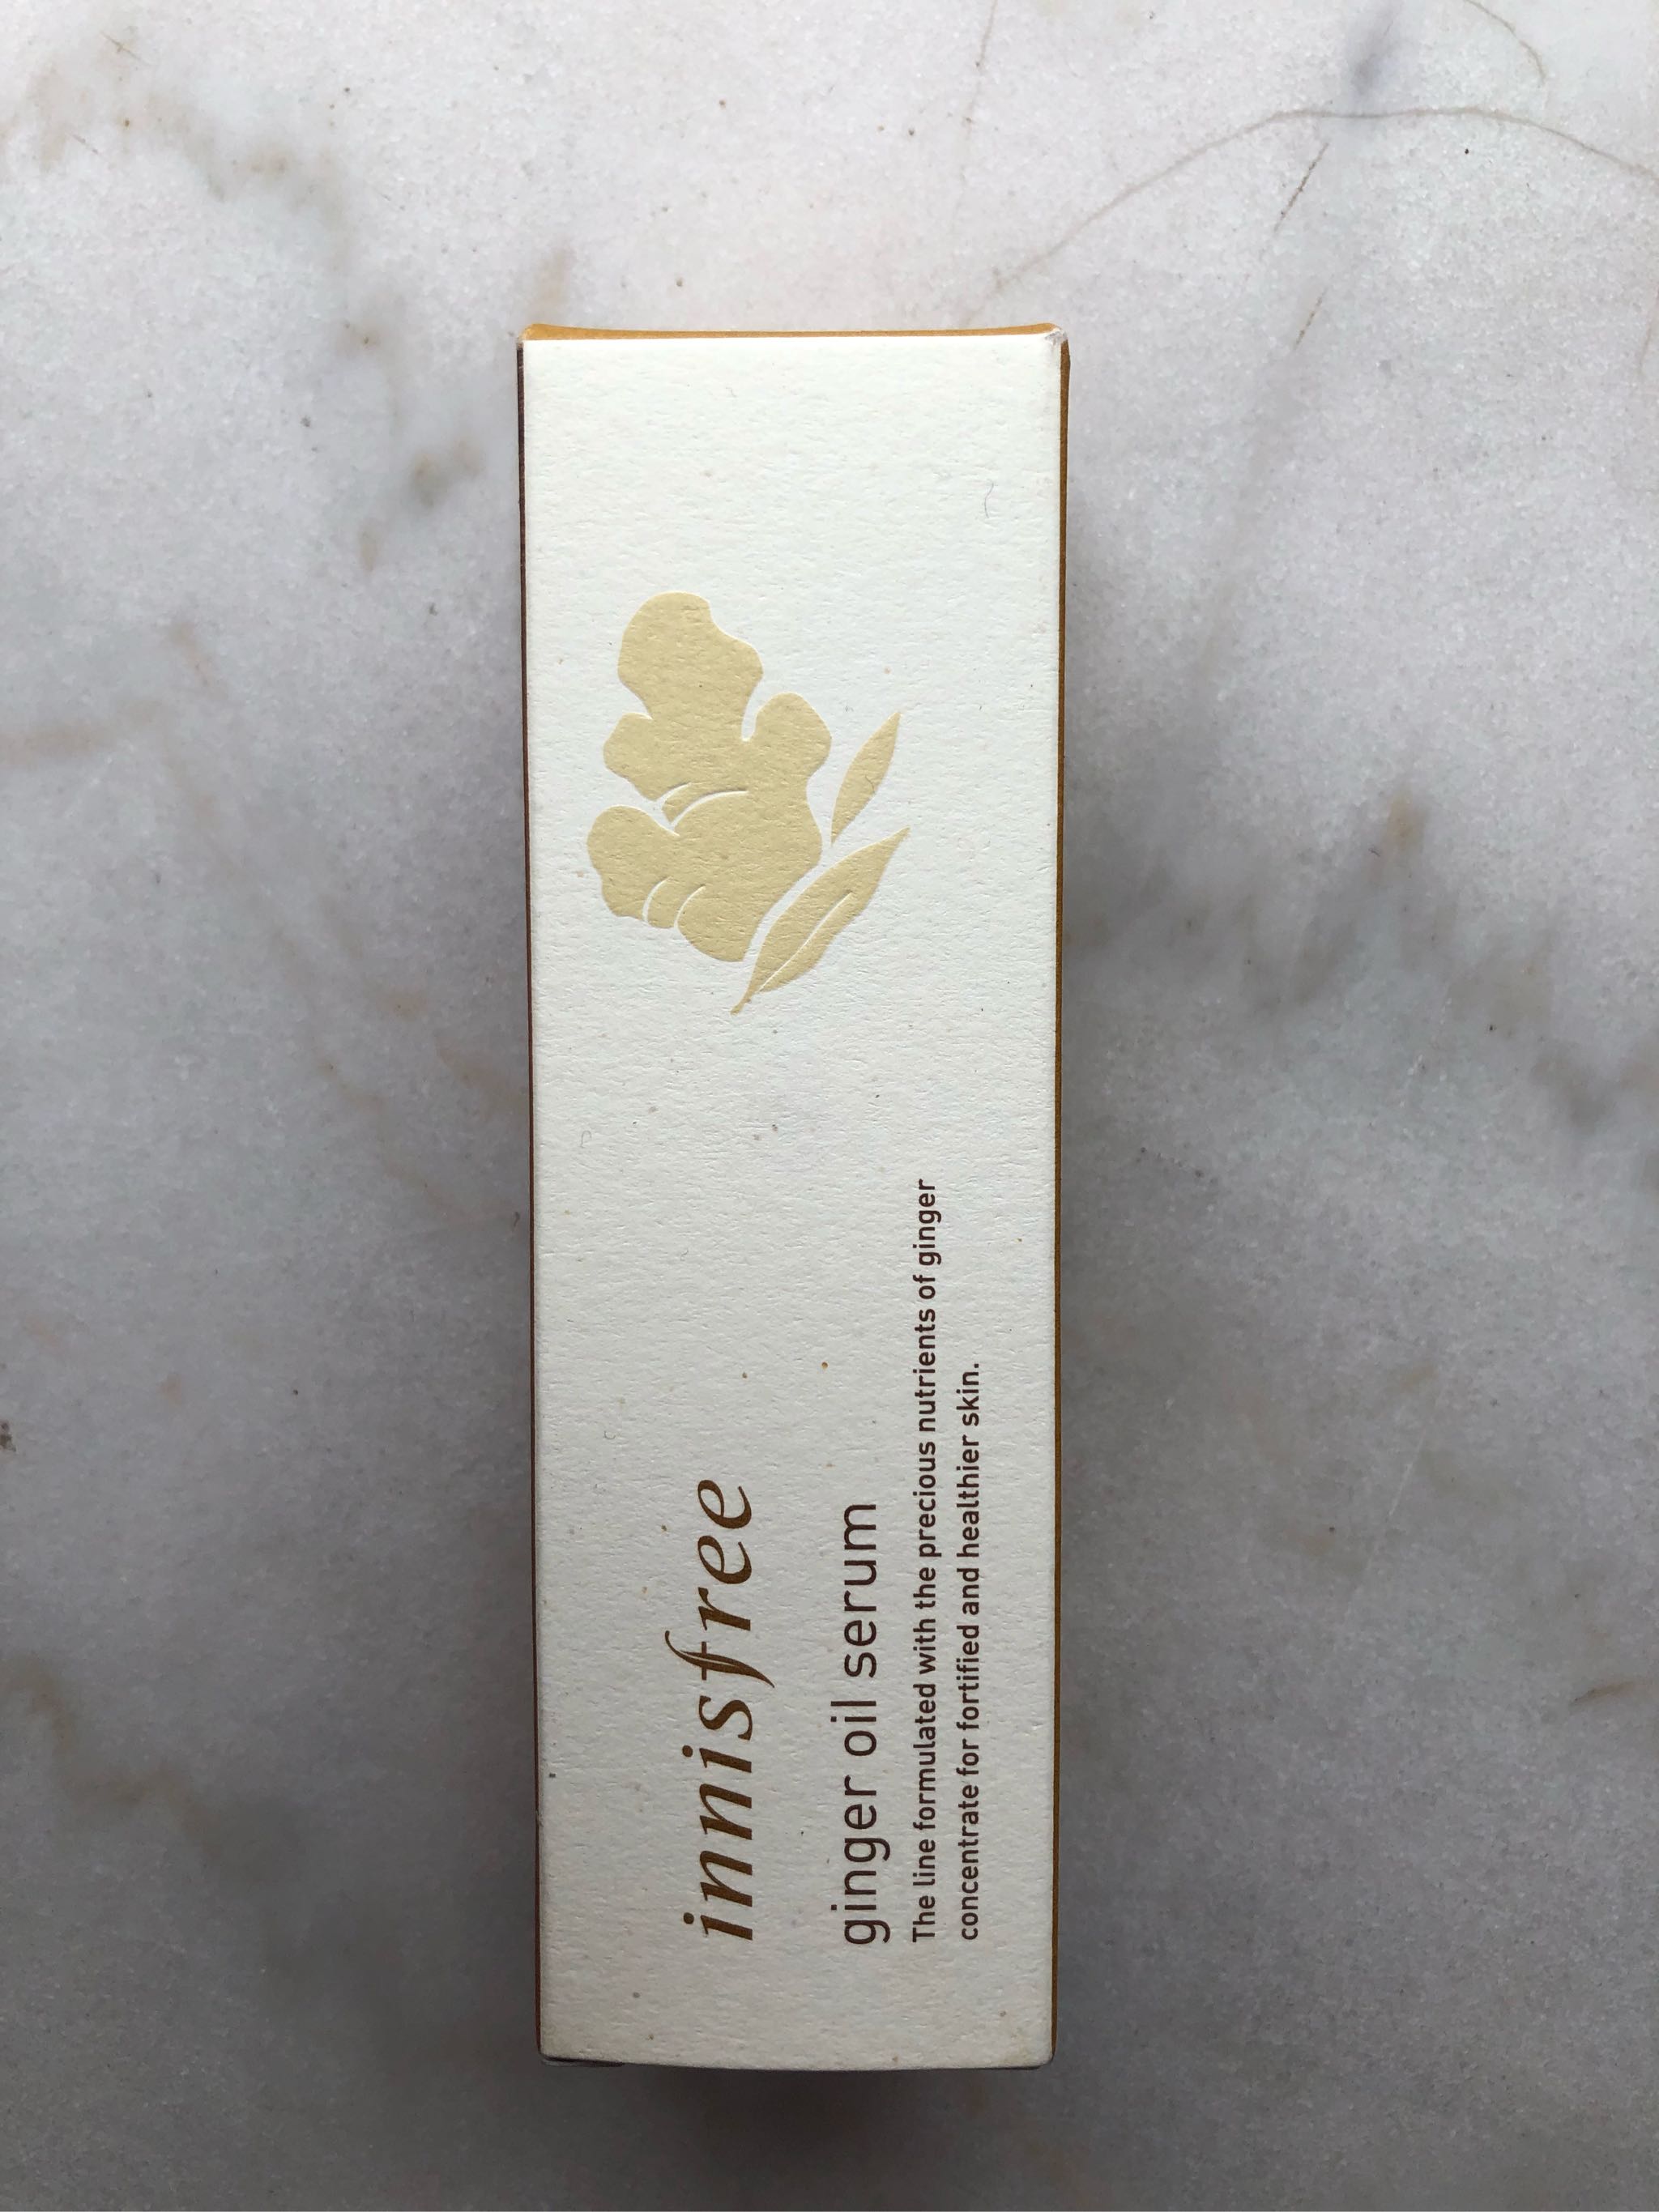 innisfree
ginger oil serum
The line formulated with the precious nutrients of ginger
concentrate for fortified and healthier skin.